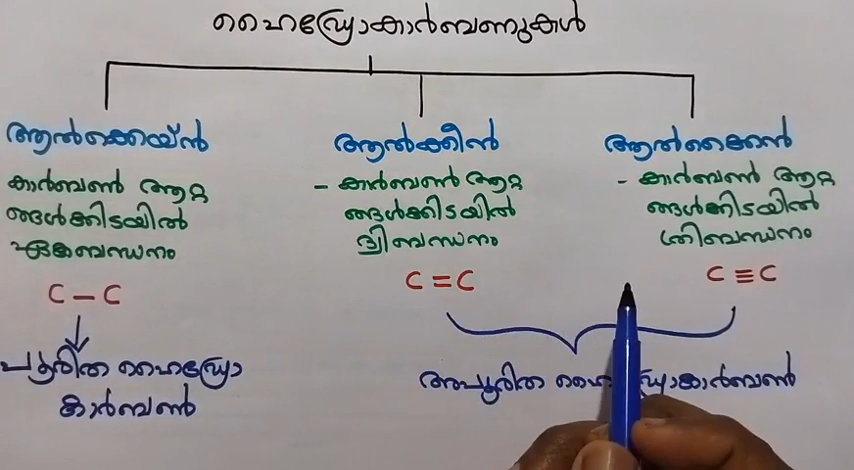 ഹൈഡ്രോകാർബണുകൾ
ആൽക്കെയ്ൻ
കാർബൺ ആറ്റ
ങ്ങൾക്കിടയിൽ
ഏകബന്ധനം
C – C
പൂരിത ഹൈഡ്രോ
കാർബൺ
ആൽക്കീൻ
- കാർബൺ ആറ്റ
ങ്ങൾക്കിടയിൽ
ദ്വിബന്ധനം
C = C
ആൽക്കൈൻ
- കാർബൺ ആറ്റ
ങ്ങൾക്കിടയിൽ
ത്രിബന്ധനം
C ≡ C
അപൂരിത ഹൈഡ്രോകാർബൺ